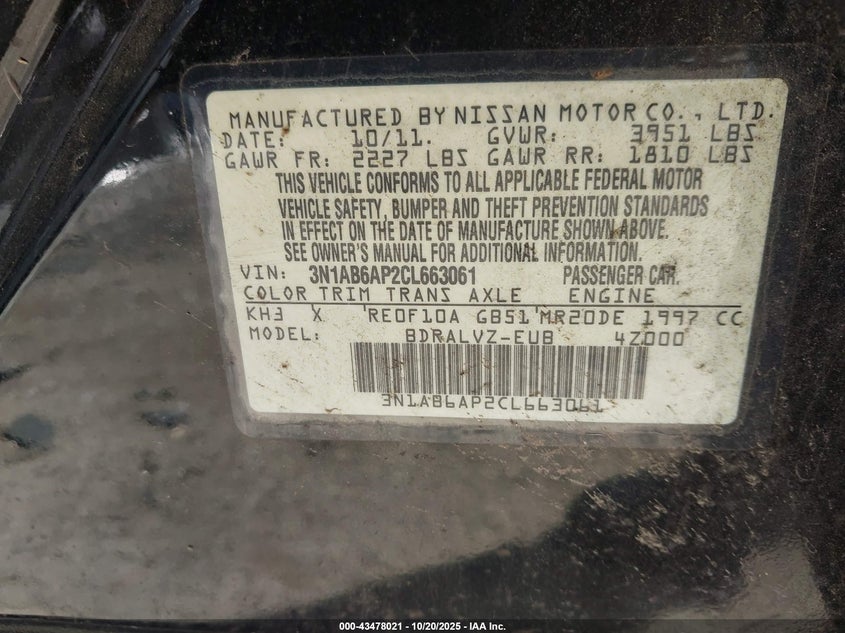 MANUFACTURED BY NISSAN MOTOR CO., LTD.
DATE: 10/11. GVWR: 3951 LBS
GAWR FR: 2227 LBS GAWR RR: 1810 LBS
THIS VEHICLE CONFORMS TO ALL APPLICABLE FEDERAL MOTOR
VEHICLE SAFETY, BUMPER AND THEFT PREVENTION STANDARDS
IN EFFECT ON THE DATE OF MANUFACTURE SHOWN ABOVE.
SEE OWNER'S MANUAL FOR ADDITIONAL INFORMATION.
VIN: 3N1AB6AP2CL663061 PASSENGER CAR.
COLOR TRIM TRANS AXLE ENGINE
KH3 X RE0F10A GB51 MR20DE 1997 CC
MODEL: BDRALVZ-EUB 4Z000
3N1AB6AP2CL663061
000-43478021 - 10/20/2025 - IAA Inc.